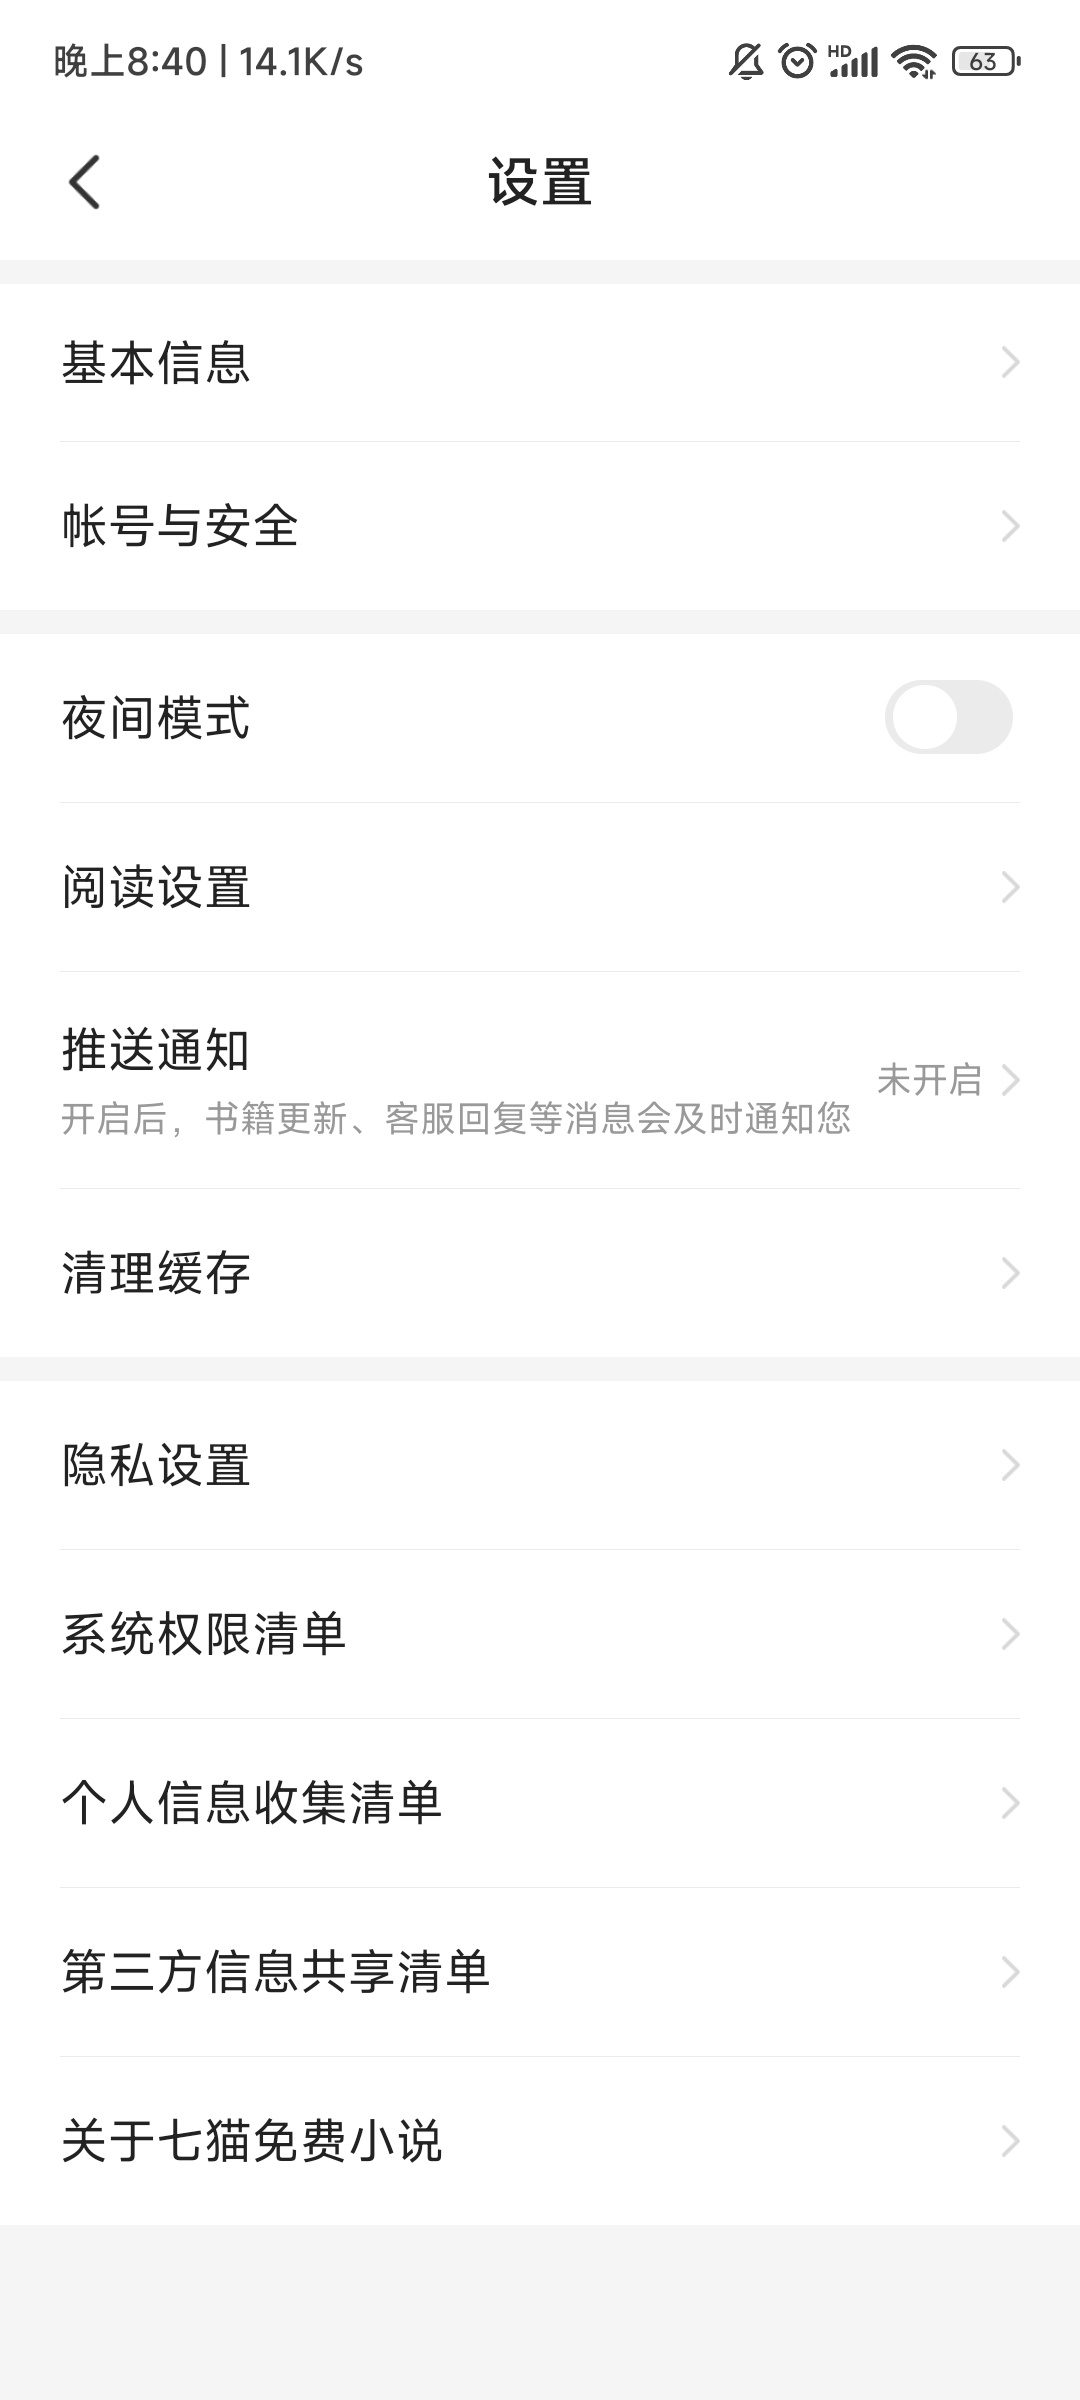 晚上8:40 | 14.1K/s
HD
63
设置
基本信息
帐号与安全
夜间模式
阅读设置
推送通知
未开启
开启后，书籍更新、客服回复等消息会及时通知您
清理缓存
隐私设置
系统权限清单
个人信息收集清单
第三方信息共享清单
关于七猫免费小说